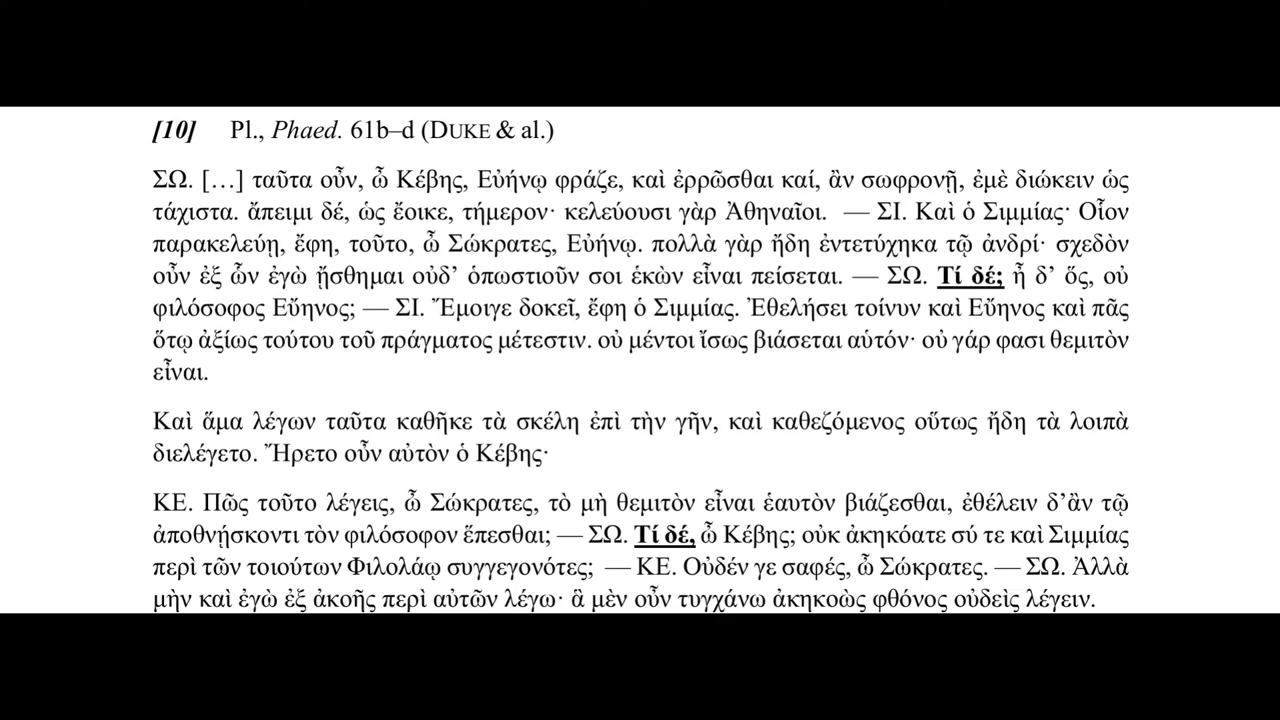 [10] Pl., Phaed. 61b–d (DUKE & al.)
ΣΩ. […] ταῦτα οὖν, ὦ Κέβης, Εὐήνῳ φράζε, καὶ ἐρρῶσθαι καί, ἂν σωφρονῇ, ἐμὲ διώκειν ὡς
τάχιστα. ἄπειμι δέ, ὡς ἔοικε, τήμερον· κελεύουσι γὰρ Ἀθηναῖοι. — ΣΙ. Καὶ ὁ Σιμμίας· Οἷον
παρακελεύῃ, ἔφη, τοῦτο, ὦ Σώκρατες, Εὐήνῳ. πολλὰ γὰρ ἤδη ἐντετύχηκα τῷ ἀνδρί· σχεδὸν
οὖν ἐξ ὧν ἐγὼ ᾔσθημαι οὐδ’ ὁπωστιοῦν σοι ἑκὼν εἶναι πείσεται. — ΣΩ. Τί δέ; ἦ δ’ ὅς, οὐ
φιλόσοφος Εὔηνος; — ΣΙ. Ἔμοιγε δοκεῖ, ἔφη ὁ Σιμμίας. Ἐθελήσει τοίνυν καὶ Εὔηνος καὶ πᾶς
ὅτῳ ἀξίως τούτου τοῦ πράγματος μέτεστιν. οὐ μέντοι ἴσως βιάσεται αὑτόν· οὐ γάρ φασι θεμιτὸν
εἶναι.
Καὶ ἅμα λέγων ταῦτα καθῆκε τὰ σκέλη ἐπὶ τὴν γῆν, καὶ καθεζόμενος οὕτως ἤδη τὰ λοιπὰ
διελέγετο. Ἤρετο οὖν αὐτὸν ὁ Κέβης·
ΚΕ. Πῶς τοῦτο λέγεις, ὦ Σώκρατες, τὸ μὴ θεμιτὸν εἶναι ἑαυτὸν βιάζεσθαι, ἐθέλειν δ’ἂν τῷ
ἀποθνῄσκοντι τὸν φιλόσοφον ἕπεσθαι; — ΣΩ. Τί δέ, ὦ Κέβης; οὐκ ἀκηκόατε σύ τε καὶ Σιμμίας
περὶ τῶν τοιούτων Φιλολάῳ συγγεγονότες; — ΚΕ. Οὐδέν γε σαφές, ὦ Σώκρατες. — ΣΩ. Ἀλλὰ
μὴν καὶ ἐγὼ ἐξ ἀκοῆς περὶ αὐτῶν λέγω· ἃ μὲν οὖν τυγχάνω ἀκηκοὼς φθόνος οὐδεὶς λέγειν.